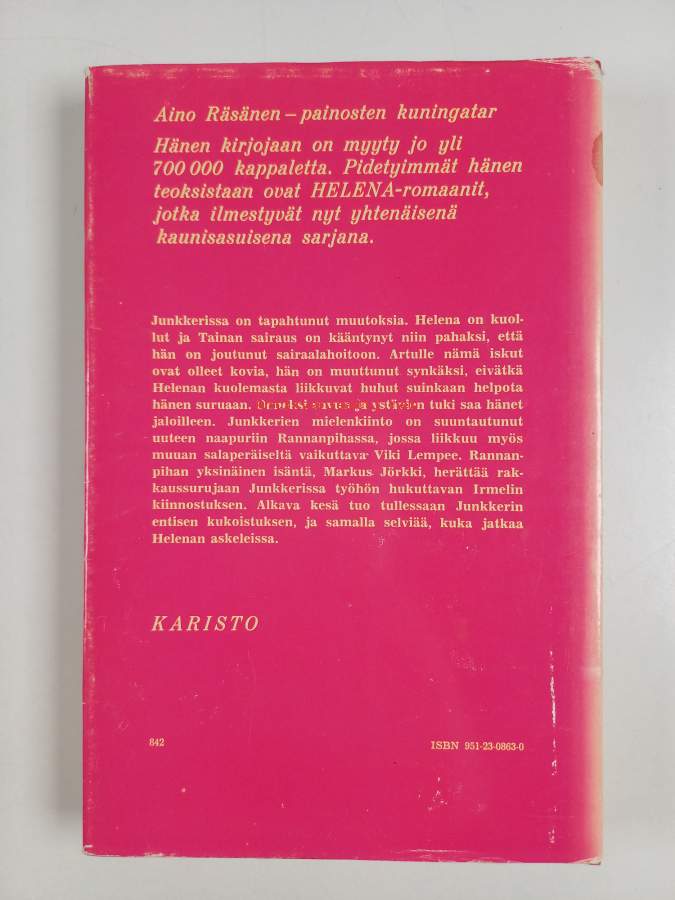 Aino Räsänen – painosten kuningatar
Hänen kirjojaan on myyty jo yli
700 000 kappaletta. Pidetyimmät hänen
teoksistaan ovat HELENA-romaanit,
jotka ilmestyvät nyt yhtenäisenä
kaunisasuisena sarjana.
Junkkerissa on tapahtunut muutoksia. Helena on kuol-
lut ja Tainan sairaus on kääntynyt niin pahaksi, että
hän on joutunut sairaalahoitoon. Artulle nämä iskut
ovat olleet kovia, hän on muuttunut synkäksi, eivätkä
Helenan kuolemasta liikkuvat huhut suinkaan helpota
hänen suruaan. Onneksi suvun ja ystävien tuki saa hänet
jaloilleen. Junkkerien mielenkiinto on suuntautunut
uuteen naapuriin Rannanpihassa, jossa liikkuu myös
muuan salaperäiseltä vaikuttava Viki Lempee. Rannan-
pihan yksinäinen isäntä, Markus Jörkki, herättää rak-
kaussurujaan Junkkerissa työhön hukuttavan Irmelin
kiinnostuksen. Alkava kesä tuo tullessaan Junkkerin
entisen kukoistuksen, ja samalla selviää, kuka jatkaa
Helenan askeleissa.
KARISTO
842
ISBN 951-23-0863-0